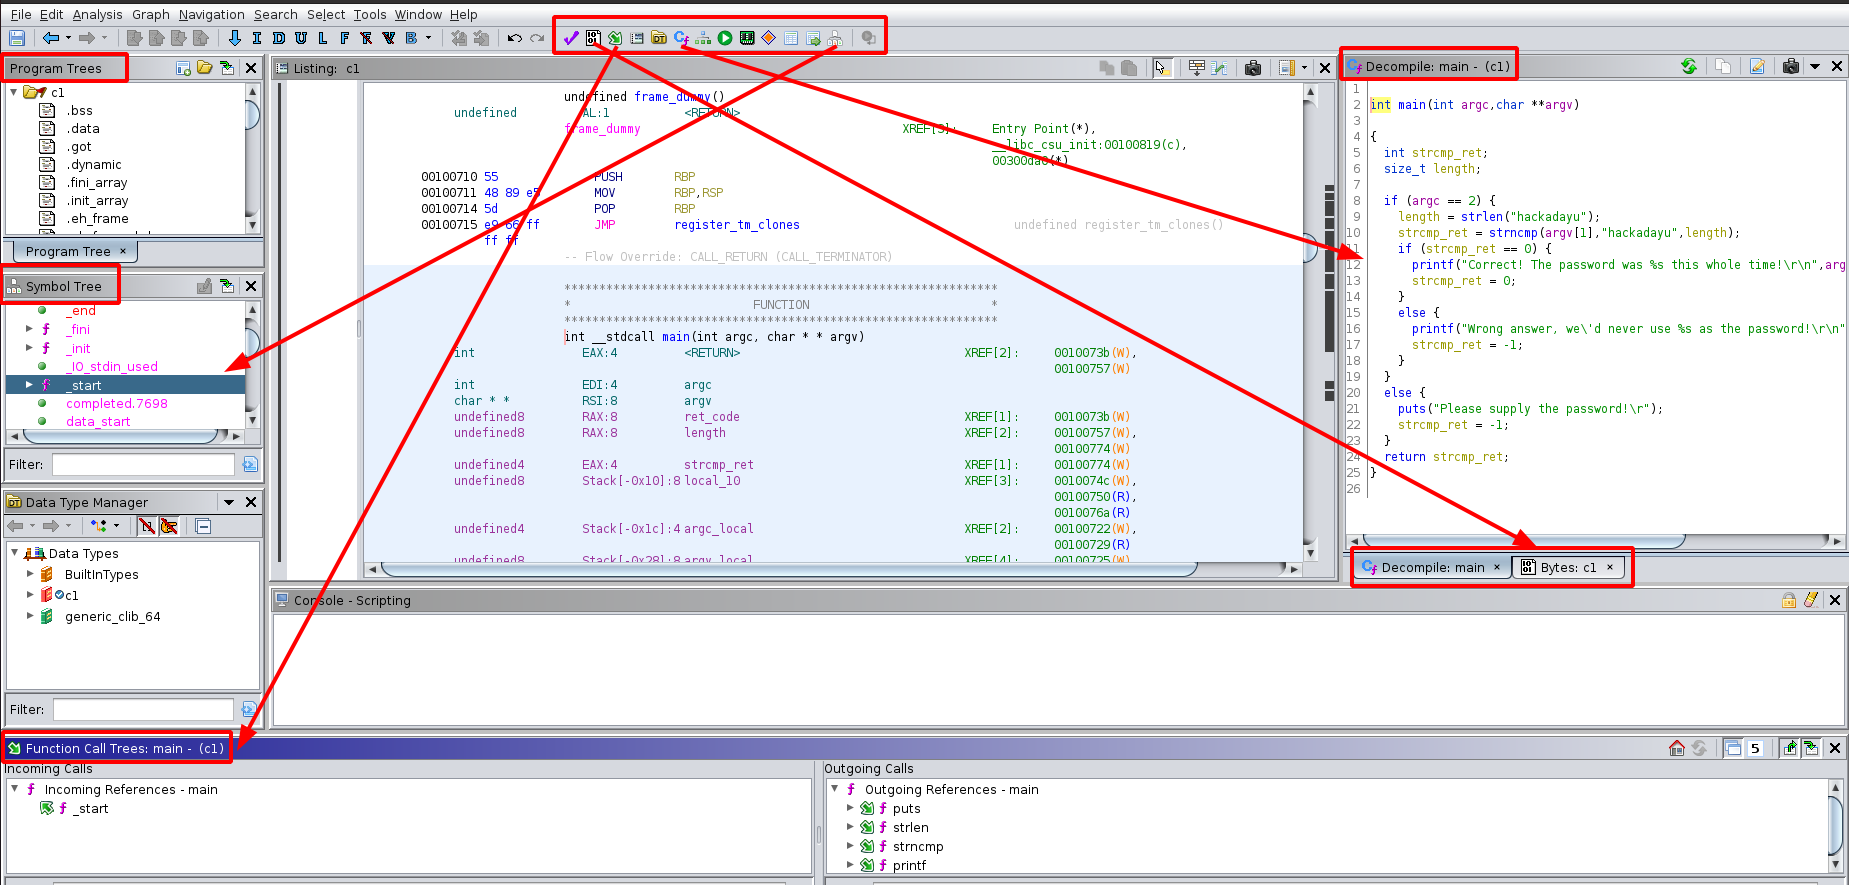 File Edit Analysis Graph Navigation Search Select Tools Window Help
I D U L F B
Program Trees
c1
.bss
.data
.got
.dynamic
.fini_array
.init_array
.eh_frame
Program Tree ×
Symbol Tree
_end
_fini
_init
_IO_stdin_used
_start
completed.7698
data_start
Filter:
Data Type Manager
Data Types
BuiltInTypes
c1
generic_clib_64
Filter:
Listing: c1
undefined frame_dummy()
undefined AL:1 <RETURN>
frame_dummy XREF[3]: Entry Point(*),
__libc_csu_init:00100819(c),
00300da0(*)
00100710 55 PUSH RBP
00100711 48 89 e5 MOV RBP,RSP
00100714 5d POP RBP
00100715 e9 66 ff JMP register_tm_clones undefined register_tm_clones()
ff ff
-- Flow Override: CALL_RETURN (CALL_TERMINATOR)
**************************************************************
* FUNCTION *
**************************************************************
int __stdcall main(int argc, char * * argv)
int EAX:4 <RETURN> XREF[2]: 0010073b(W),
00100757(W)
int EDI:4 argc
char * * RSI:8 argv
undefined8 RAX:8 ret_code XREF[1]: 0010073b(W)
undefined8 RAX:8 length XREF[2]: 00100757(W),
00100774(W)
undefined4 EAX:4 strcmp_ret XREF[1]: 00100774(W)
undefined8 Stack[-0x10]:8 local_10 XREF[3]: 0010074c(W),
00100750(R),
0010076a(R)
undefined4 Stack[-0x1c]:4 argc_local XREF[2]: 00100722(W),
00100729(R)
undefined8 Stack[-0x28]:8 argv_local XREF[4]: 00100725(W)
Decompile: main - (c1)
1
2 int main(int argc,char **argv)
3
4 {
5 int strcmp_ret;
6 size_t length;
7
8 if (argc == 2) {
9 length = strlen("hackadayu");
10 strcmp_ret = strncmp(argv[1],"hackadayu",length);
11 if (strcmp_ret == 0) {
12 printf("Correct! The password was %s this whole time!\r\n",arg
13 strcmp_ret = 0;
14 }
15 else {
16 printf("Wrong answer, we\'d never use %s as the password!\r\n"
17 strcmp_ret = -1;
18 }
19 }
20 else {
21 puts("Please supply the password!\r");
22 strcmp_ret = -1;
23 }
24 return strcmp_ret;
25 }
26
Decompile: main × Bytes: c1 ×
Console - Scripting
Function Call Trees: main - (c1)
5
Incoming Calls
Incoming References - main
_start
Outgoing Calls
Outgoing References - main
puts
strlen
strncmp
printf